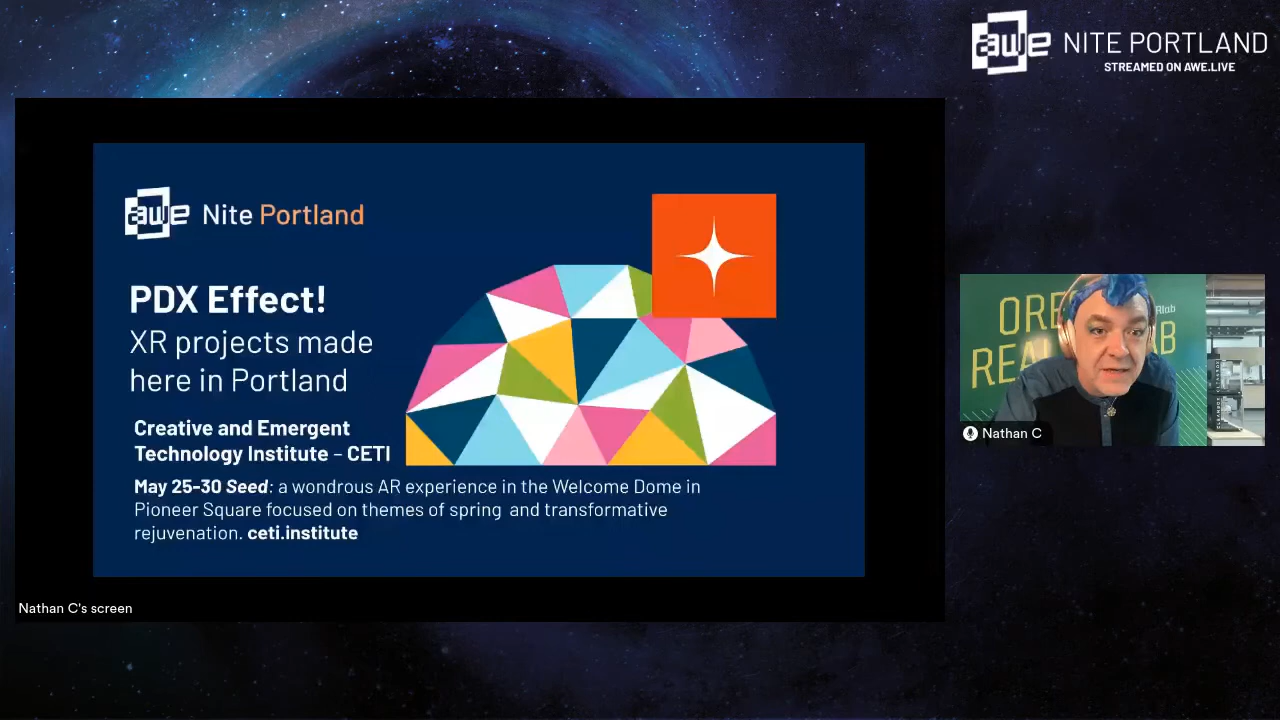 awe NITE PORTLAND
STREAMED ON AWE.LIVE
awe Nite Portland
PDX Effect!
XR projects made
here in Portland
Creative and Emergent
Technology Institute – CETI
May 25-30 Seed: a wondrous AR experience in the Welcome Dome in
Pioneer Square focused on themes of spring and transformative
rejuvenation. ceti.institute
Nathan C's screen
Nathan C